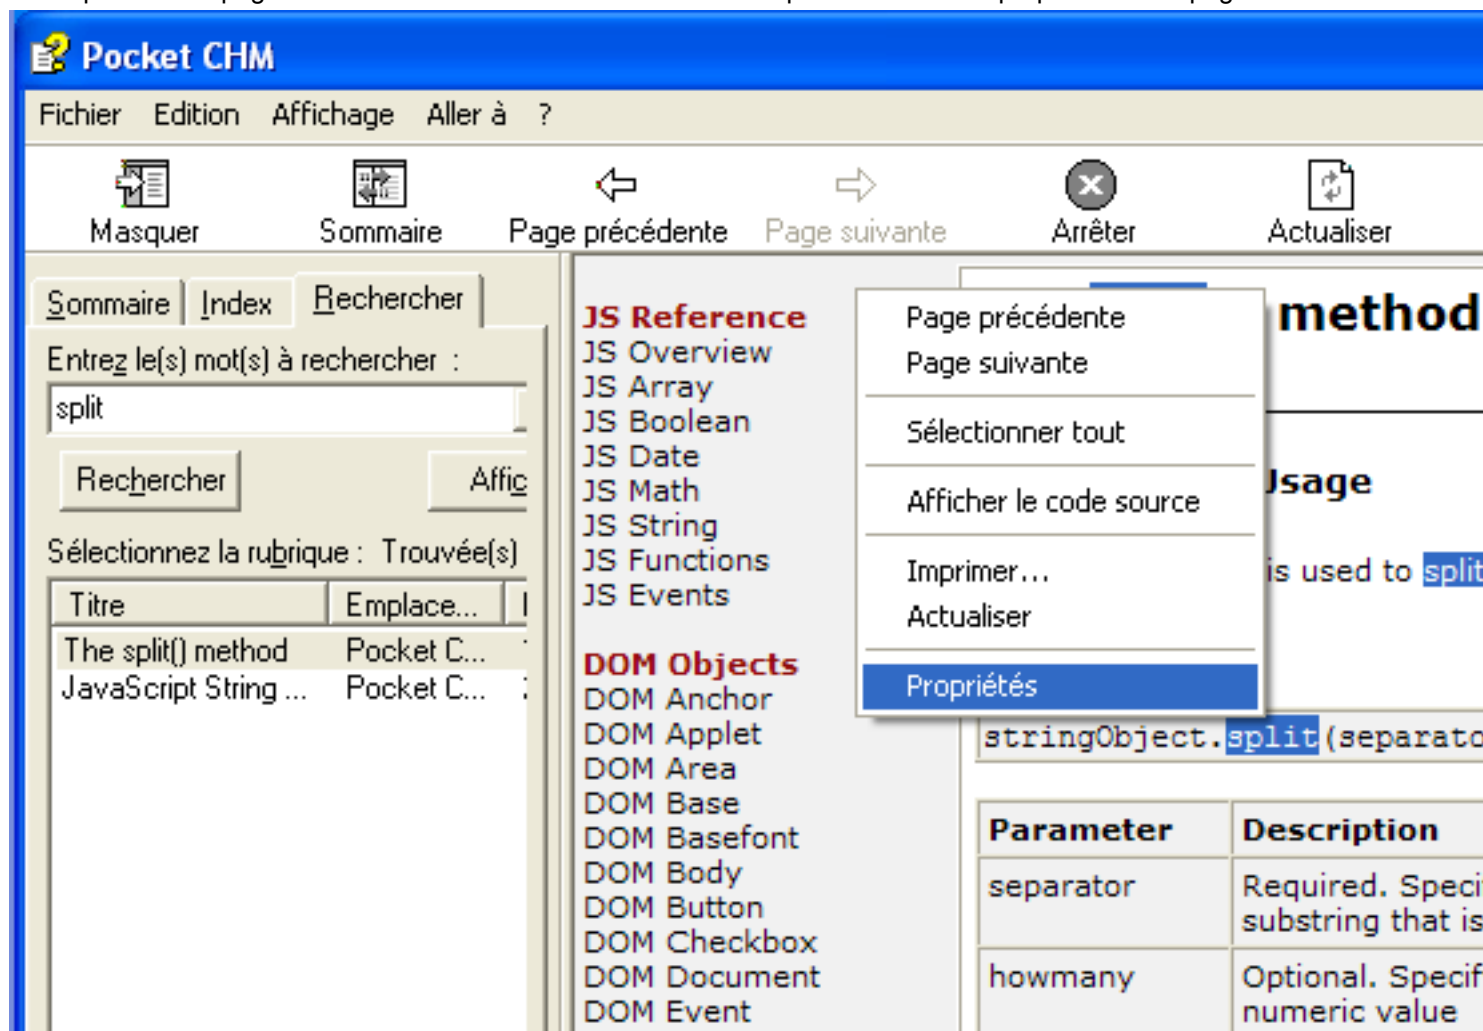 Pocket CHM
Fichier Edition Affichage Aller à ?
Masquer Sommaire Page précédente Page suivante Arrêter Actualiser
Sommaire Index Rechercher
Entrez le(s) mot(s) à rechercher :
split
Rechercher Affic
Sélectionnez la rubrique : Trouvée(s)
Titre Emplace...
The split() method Pocket C...
JavaScript String ... Pocket C...
JS Reference
JS Overview
JS Array
JS Boolean
JS Date
JS Math
JS String
JS Functions
JS Events
DOM Objects
DOM Anchor
DOM Applet
DOM Area
DOM Base
DOM Basefont
DOM Body
DOM Button
DOM Checkbox
DOM Document
DOM Event
Page précédente
Page suivante
Sélectionner tout
Afficher le code source
Imprimer...
Actualiser
Propriétés
method
Usage
is used to split
stringObject.split(separato
Parameter Description
separator Required. Speci
substring that is
howmany Optional. Specif
numeric value